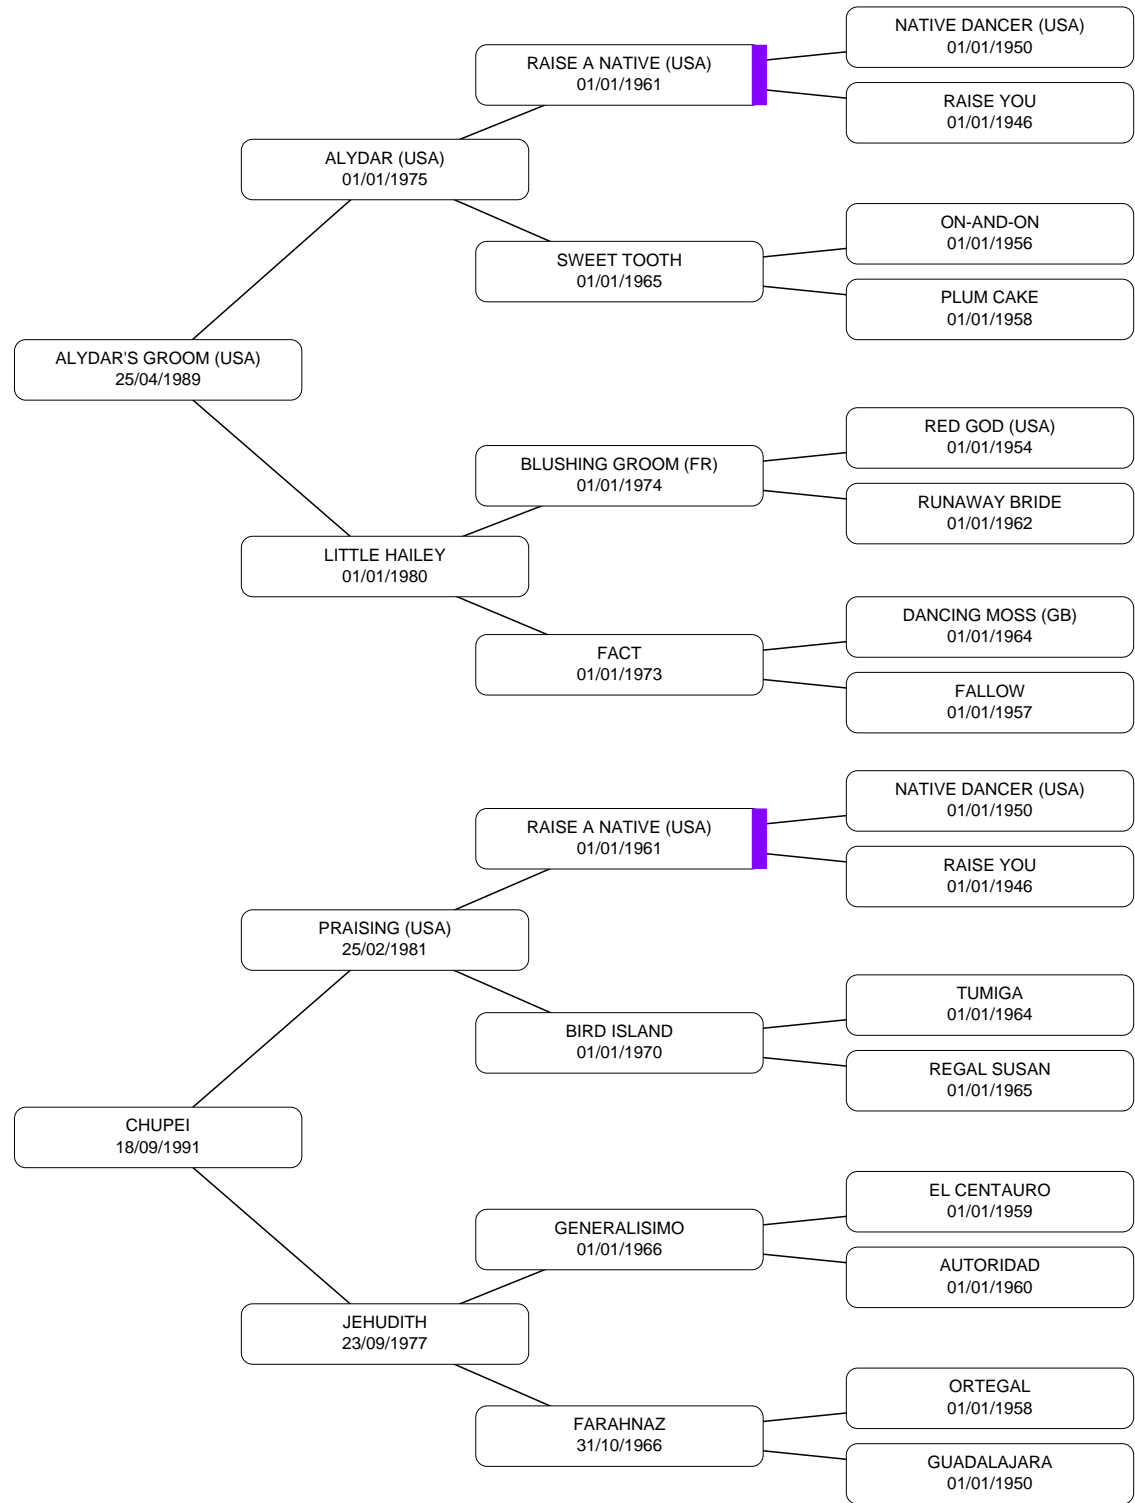 NATIVE DANCER (USA)
01/01/1950
RAISE A NATIVE (USA)
01/01/1961
RAISE YOU
01/01/1946
ALYDAR (USA)
01/01/1975
ON-AND-ON
01/01/1956
SWEET TOOTH
01/01/1965
PLUM CAKE
01/01/1958
ALYDAR'S GROOM (USA)
25/04/1989
RED GOD (USA)
01/01/1954
BLUSHING GROOM (FR)
01/01/1974
RUNAWAY BRIDE
01/01/1962
LITTLE HAILEY
01/01/1980
DANCING MOSS (GB)
01/01/1964
FACT
01/01/1973
FALLOW
01/01/1957
NATIVE DANCER (USA)
01/01/1950
RAISE A NATIVE (USA)
01/01/1961
RAISE YOU
01/01/1946
PRAISING (USA)
25/02/1981
TUMIGA
01/01/1964
BIRD ISLAND
01/01/1970
REGAL SUSAN
01/01/1965
CHUPEI
18/09/1991
EL CENTAURO
01/01/1959
GENERALISIMO
01/01/1966
AUTORIDAD
01/01/1960
JEHUDITH
23/09/1977
ORTEGAL
01/01/1958
FARAHNAZ
31/10/1966
GUADALAJARA
01/01/1950